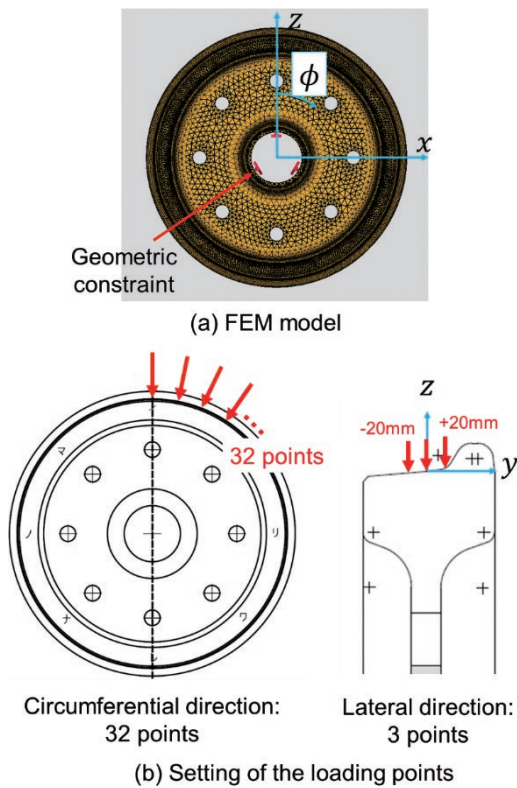 z
ϕ
x
Geometric
constraint
(a) FEM model
マ
32 points
ノ
リ
ナ
ワ
z
-20mm
+20mm
y
Circumferential direction:
32 points
Lateral direction:
3 points
(b) Setting of the loading points